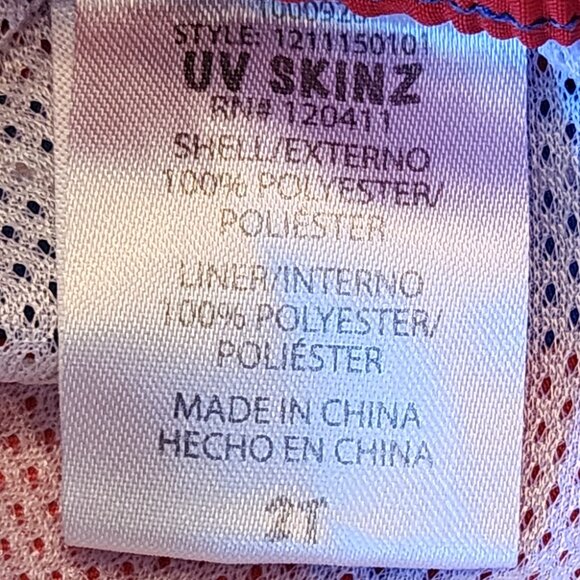 STYLE: 1211150101
UV SKINZ
RN# 120411
SHELL/EXTERNO
100% POLYESTER/
POLIÉSTER
LINER/INTERNO
100% POLYESTER/
POLIÉSTER
MADE IN CHINA
HECHO EN CHINA
2T